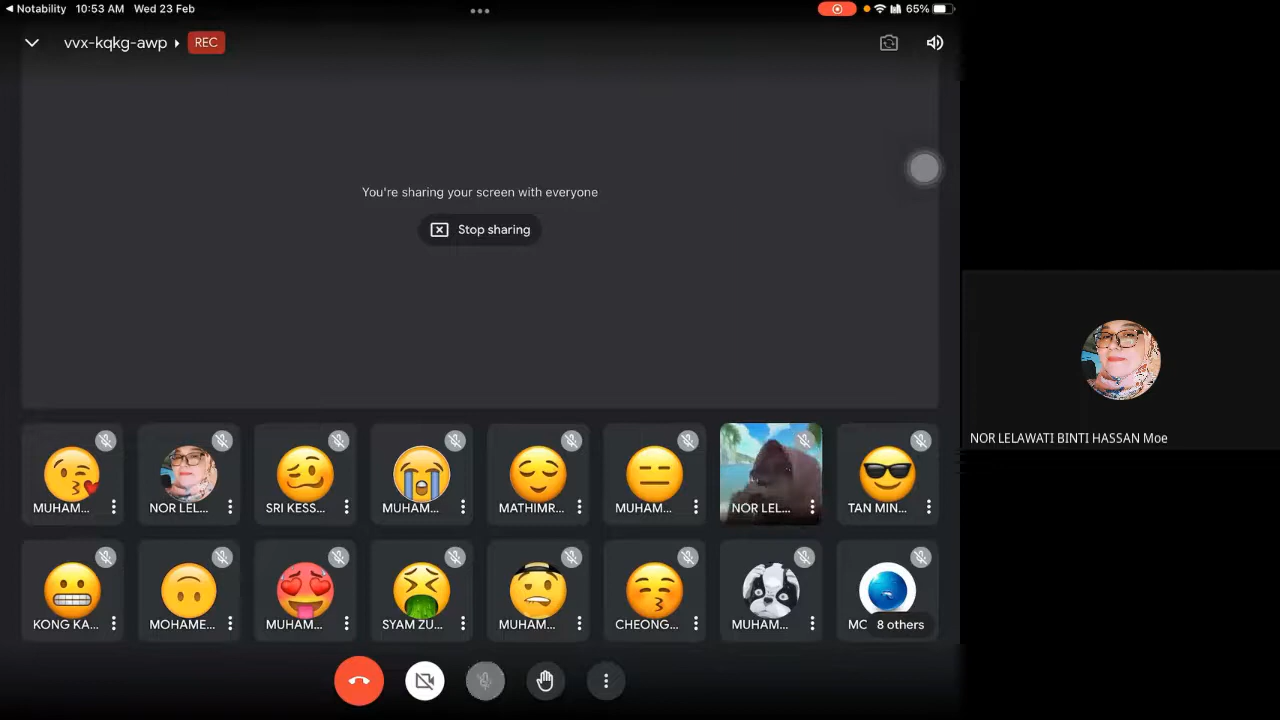 Notability 10:53 AM Wed 23 Feb
65%
vvx-kqkg-awp REC
You're sharing your screen with everyone
Stop sharing
NOR LELAWATI BINTI HASSAN Moe
MUHAM... NOR LEL... SRI KESS... MUHAM... MATHIMR... MUHAM... NOR LEL... TAN MIN...
KONG KA... MOHAME... MUHAM... SYAM ZU... MUHAM... CHEONG... MUHAM... MC 8 others